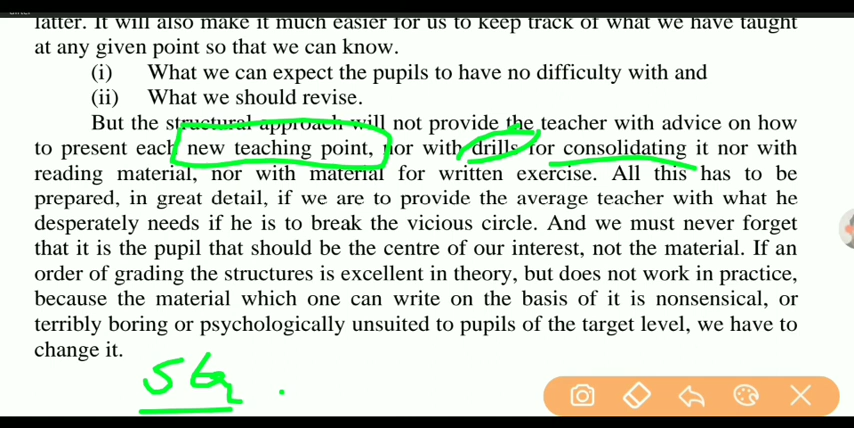 latter. It will also make it much easier for us to keep track of what we have taught
at any given point so that we can know.
(i) What we can expect the pupils to have no difficulty with and
(ii) What we should revise.
But the structural approach will not provide the teacher with advice on how
to present each new teaching point, nor with drills for consolidating it nor with
reading material, nor with material for written exercise. All this has to be
prepared, in great detail, if we are to provide the average teacher with what he
desperately needs if he is to break the vicious circle. And we must never forget
that it is the pupil that should be the centre of our interest, not the material. If an
order of grading the structures is excellent in theory, but does not work in practice,
because the material which one can write on the basis of it is nonsensical, or
terribly boring or psychologically unsuited to pupils of the target level, we have to
change it.